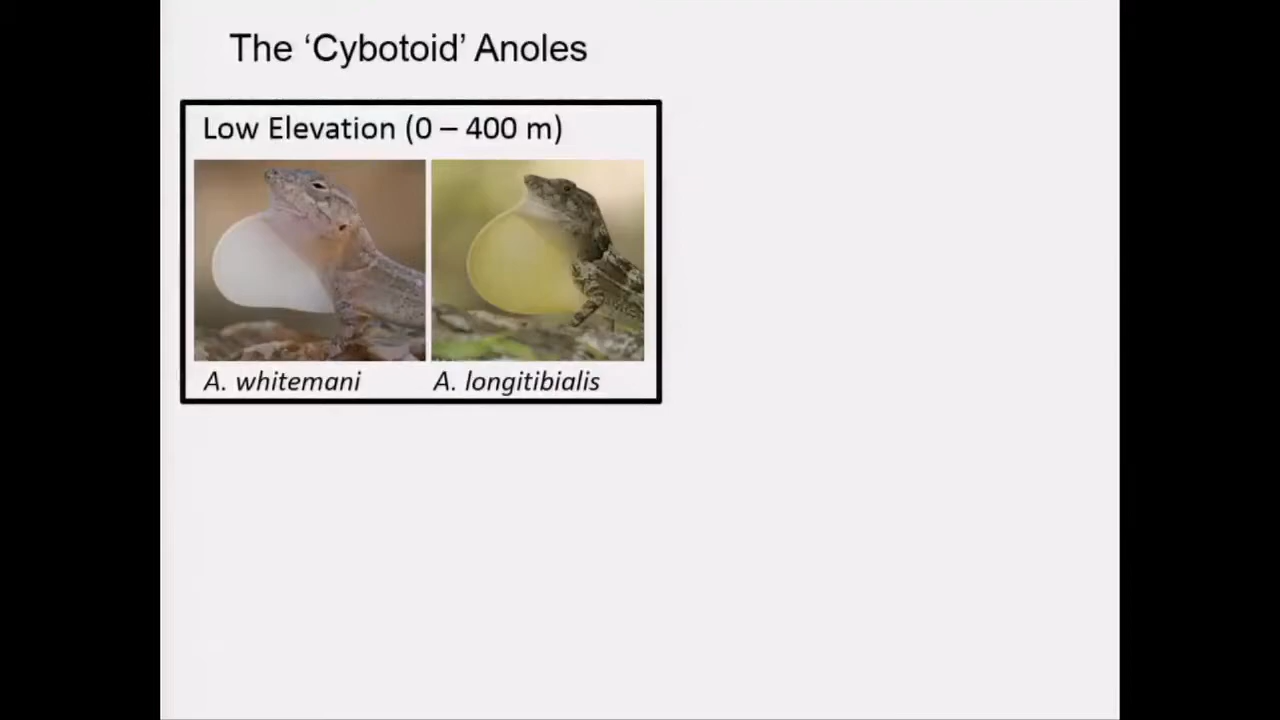 The ‘Cybotoid’ Anoles
Low Elevation (0 – 400 m)
A. whitemani
A. longitibialis